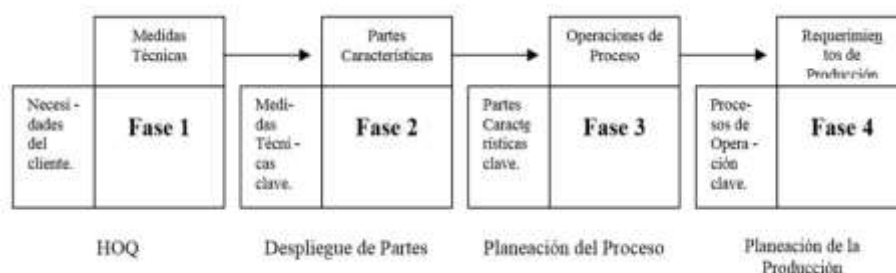 Medidas
Técnicas
Partes
Características
Operaciones de
Proceso
Requerimien
tos de
Producción
Necesi -
dades
del
cliente.
Fase 1
Medi-
das
Técni -
cas
clave.
Fase 2
Partes
Caracte
rísticas
clave.
Fase 3
Proce-
sos de
Opera -
ción
clave.
Fase 4
HOQ
Despliegue de Partes
Planeación del Proceso
Planeación de la
Producción